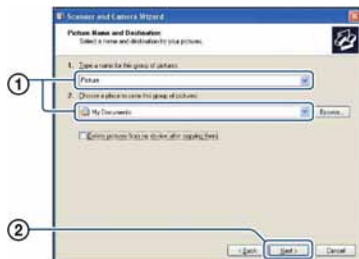 Scanner and Camera Wizard
Picture Name and Destination
Select a name and destination for your pictures.
1. Type a name for this group of pictures:
Picture
2. Choose a place to save this group of pictures:
My Documents
Browse...
Delete pictures from my device after copying them
1
2
< Back
Next >
Cancel